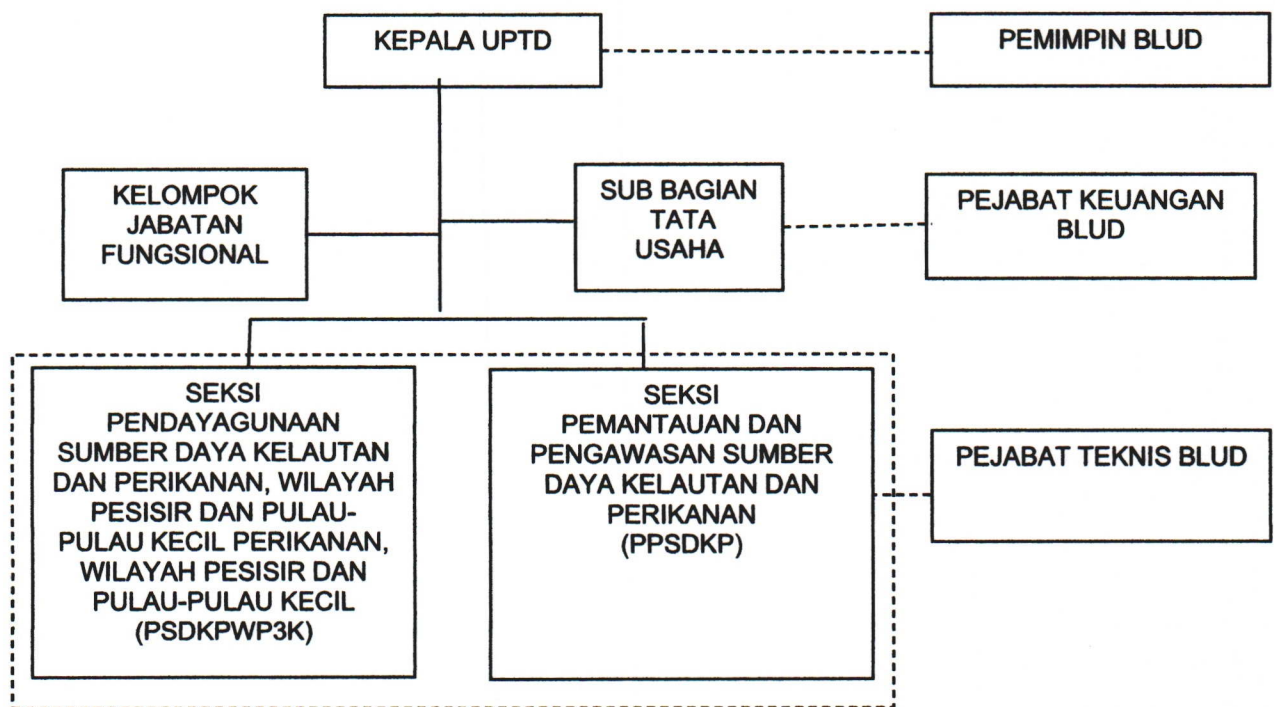 KEPALA UPTD
PEMIMPIN BLUD
KELOMPOK
JABATAN
FUNGSIONAL
SUB BAGIAN
TATA
USAHA
PEJABAT KEUANGAN
BLUD
SEKSI
PENDAYAGUNAAN
SUMBER DAYA KELAUTAN
DAN PERIKANAN, WILAYAH
PESISIR DAN PULAU-
PULAU KECIL PERIKANAN,
WILAYAH PESISIR DAN
PULAU-PULAU KECIL
(PSDKPWP3K)
SEKSI
PEMANTAUAN DAN
PENGAWASAN SUMBER
DAYA KELAUTAN DAN
PERIKANAN
(PPSDKP)
PEJABAT TEKNIS BLUD